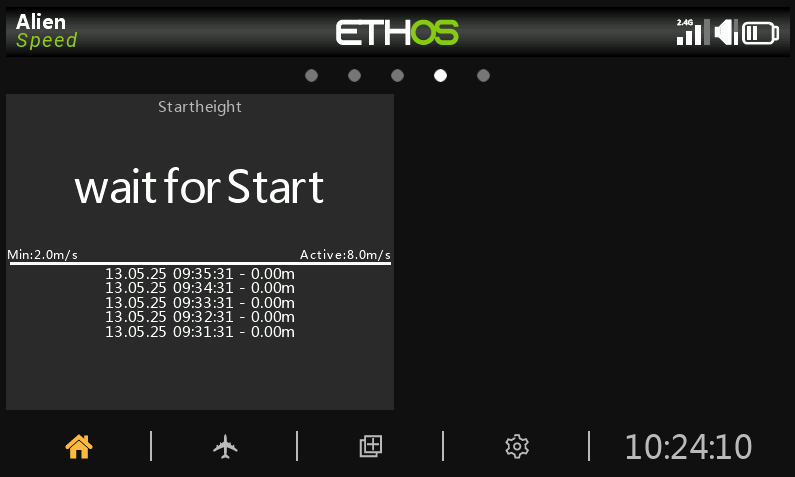 Alien
Speed
ETHOS
2.4G
Startheight
wait for Start
Min:2.0m/s
Active:8.0m/s
13.05.25 09:35:31 - 0.00m
13.05.25 09:34:31 - 0.00m
13.05.25 09:33:31 - 0.00m
13.05.25 09:32:31 - 0.00m
13.05.25 09:31:31 - 0.00m
10:24:10